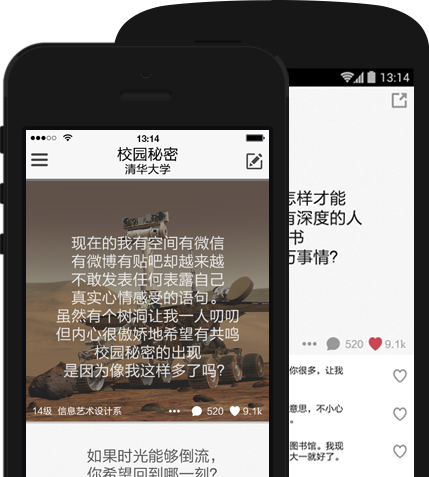 13:14
校园秘密
清华大学
现在的我有空间有微信
有微博有贴吧却越来越
不敢发表任何表露自己
真实心情感受的语句。
虽然有个树洞让我一人叨叨
但内心很傲娇地希望有共鸣
校园秘密的出现
是因为像我这样多了吗?
14级 信息艺术设计系
520
9.1k
如果时光能够倒流，
你希望回到哪一刻?
13:14
怎样才能
有深度的人
书
万事情?
520
9.1k
你很多，让我
意思，不小心
。
图书馆。我现
大一就好了。